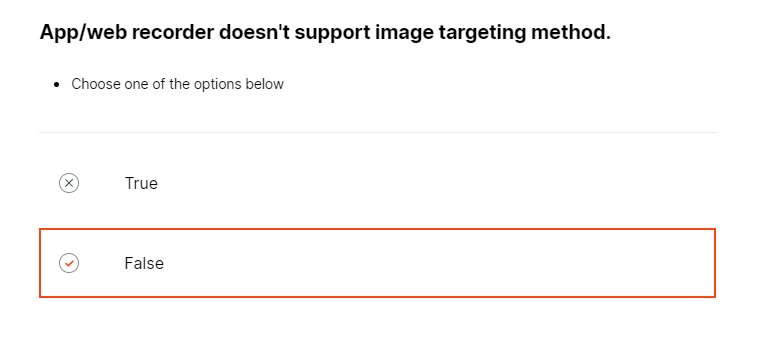 App/web recorder doesn't support image targeting method.
• Choose one of the options below
True
False